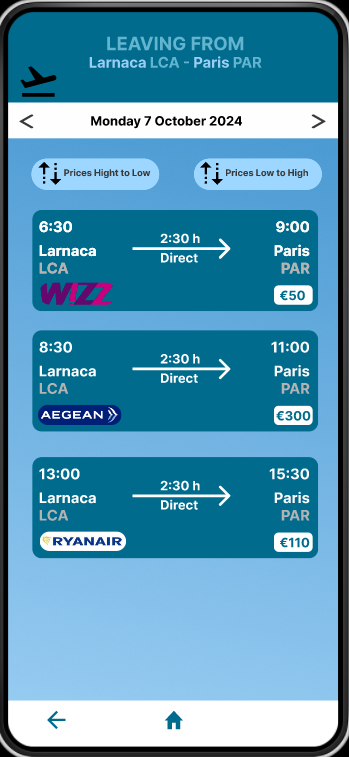 LEAVING FROM
Larnaca LCA - Paris PAR
< Monday 7 October 2024 >
Prices Hight to Low
Prices Low to High
6:30 2:30 h 9:00
Larnaca Direct Paris
LCA PAR
WIZZ €50
8:30 2:30 h 11:00
Larnaca Direct Paris
LCA PAR
AEGEAN €300
13:00 2:30 h 15:30
Larnaca Direct Paris
LCA PAR
RYANAIR €110